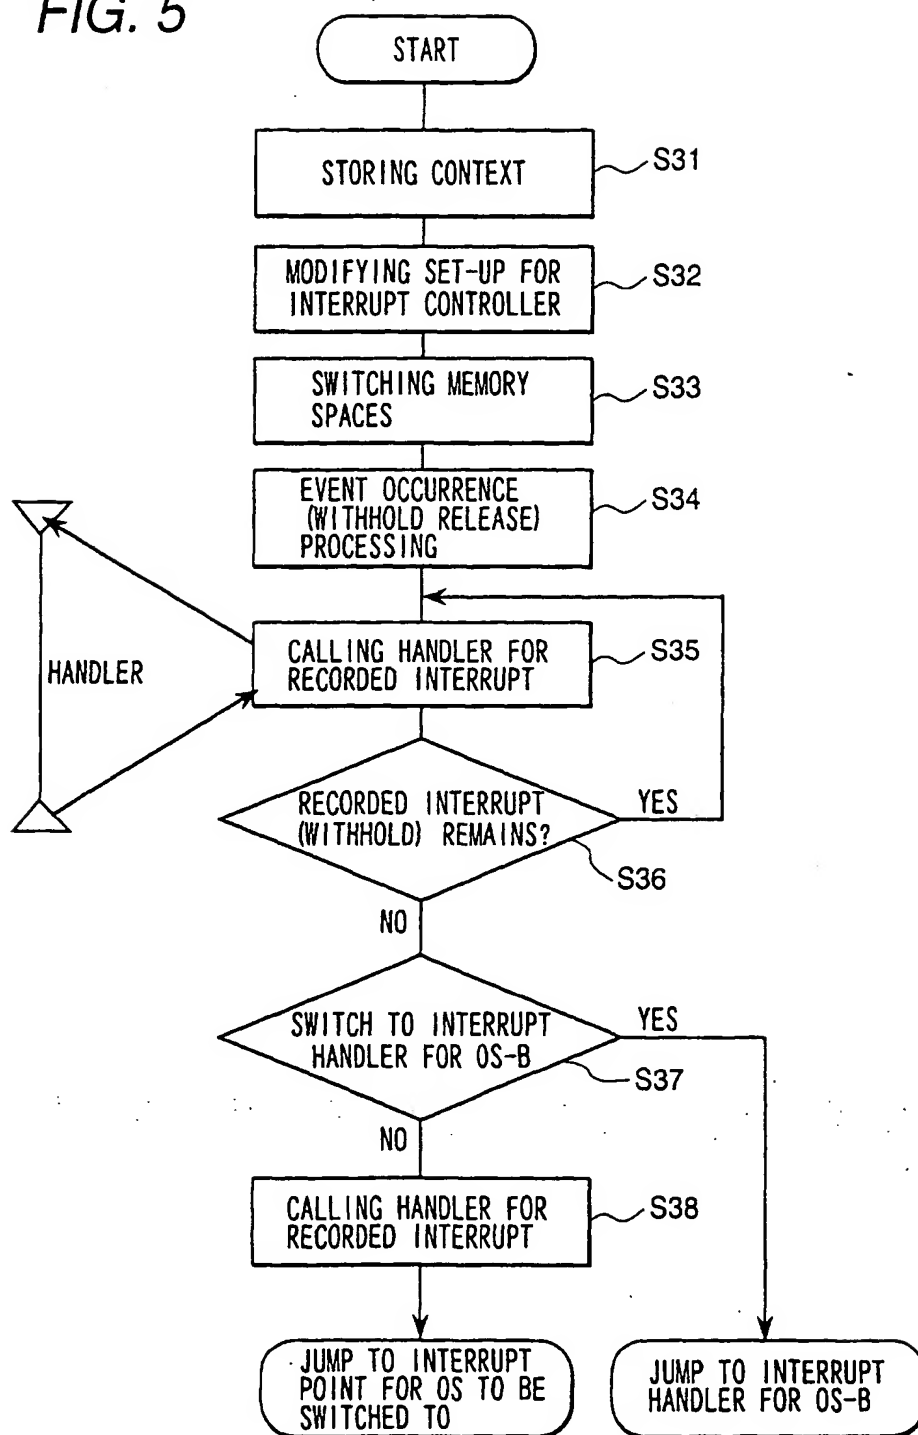 FIG. 5
START
STORING CONTEXT
S31
MODIFYING SET-UP FOR
INTERRUPT CONTROLLER
S32
SWITCHING MEMORY
SPACES
S33
EVENT OCCURRENCE
(WITHHOLD RELEASE)
PROCESSING
S34
HANDLER
CALLING HANDLER FOR
RECORDED INTERRUPT
S35
RECORDED INTERRUPT
(WITHHOLD) REMAINS?
YES
S36
NO
SWITCH TO INTERRUPT
HANDLER FOR OS-B
YES
S37
NO
CALLING HANDLER FOR
RECORDED INTERRUPT
S38
JUMP TO INTERRUPT
POINT FOR OS TO BE
SWITCHED TO
JUMP TO INTERRUPT
HANDLER FOR OS-B